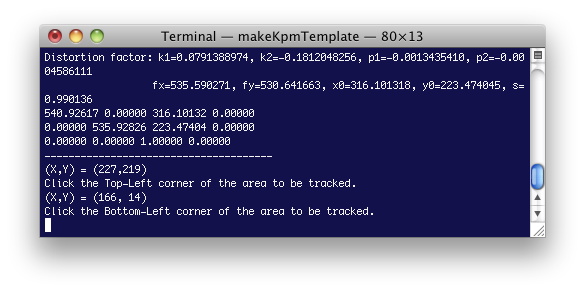 Terminal — makeKpmTemplate — 80×13
Distortion factor: k1=0.0791388974, k2=-0.1812048256, p1=-0.0013435410, p2=-0.00
04586111
fx=535.590271, fy=530.641663, x0=316.101318, y0=223.474045, s=
0.990136
540.92617 0.00000 316.10132 0.00000
0.00000 535.92826 223.47404 0.00000
0.00000 0.00000 1.00000 0.00000
--------------------------------------
(X,Y) = (227,219)
Click the Top-Left corner of the area to be tracked.
(X,Y) = (166, 14)
Click the Bottom-Left corner of the area to be tracked.